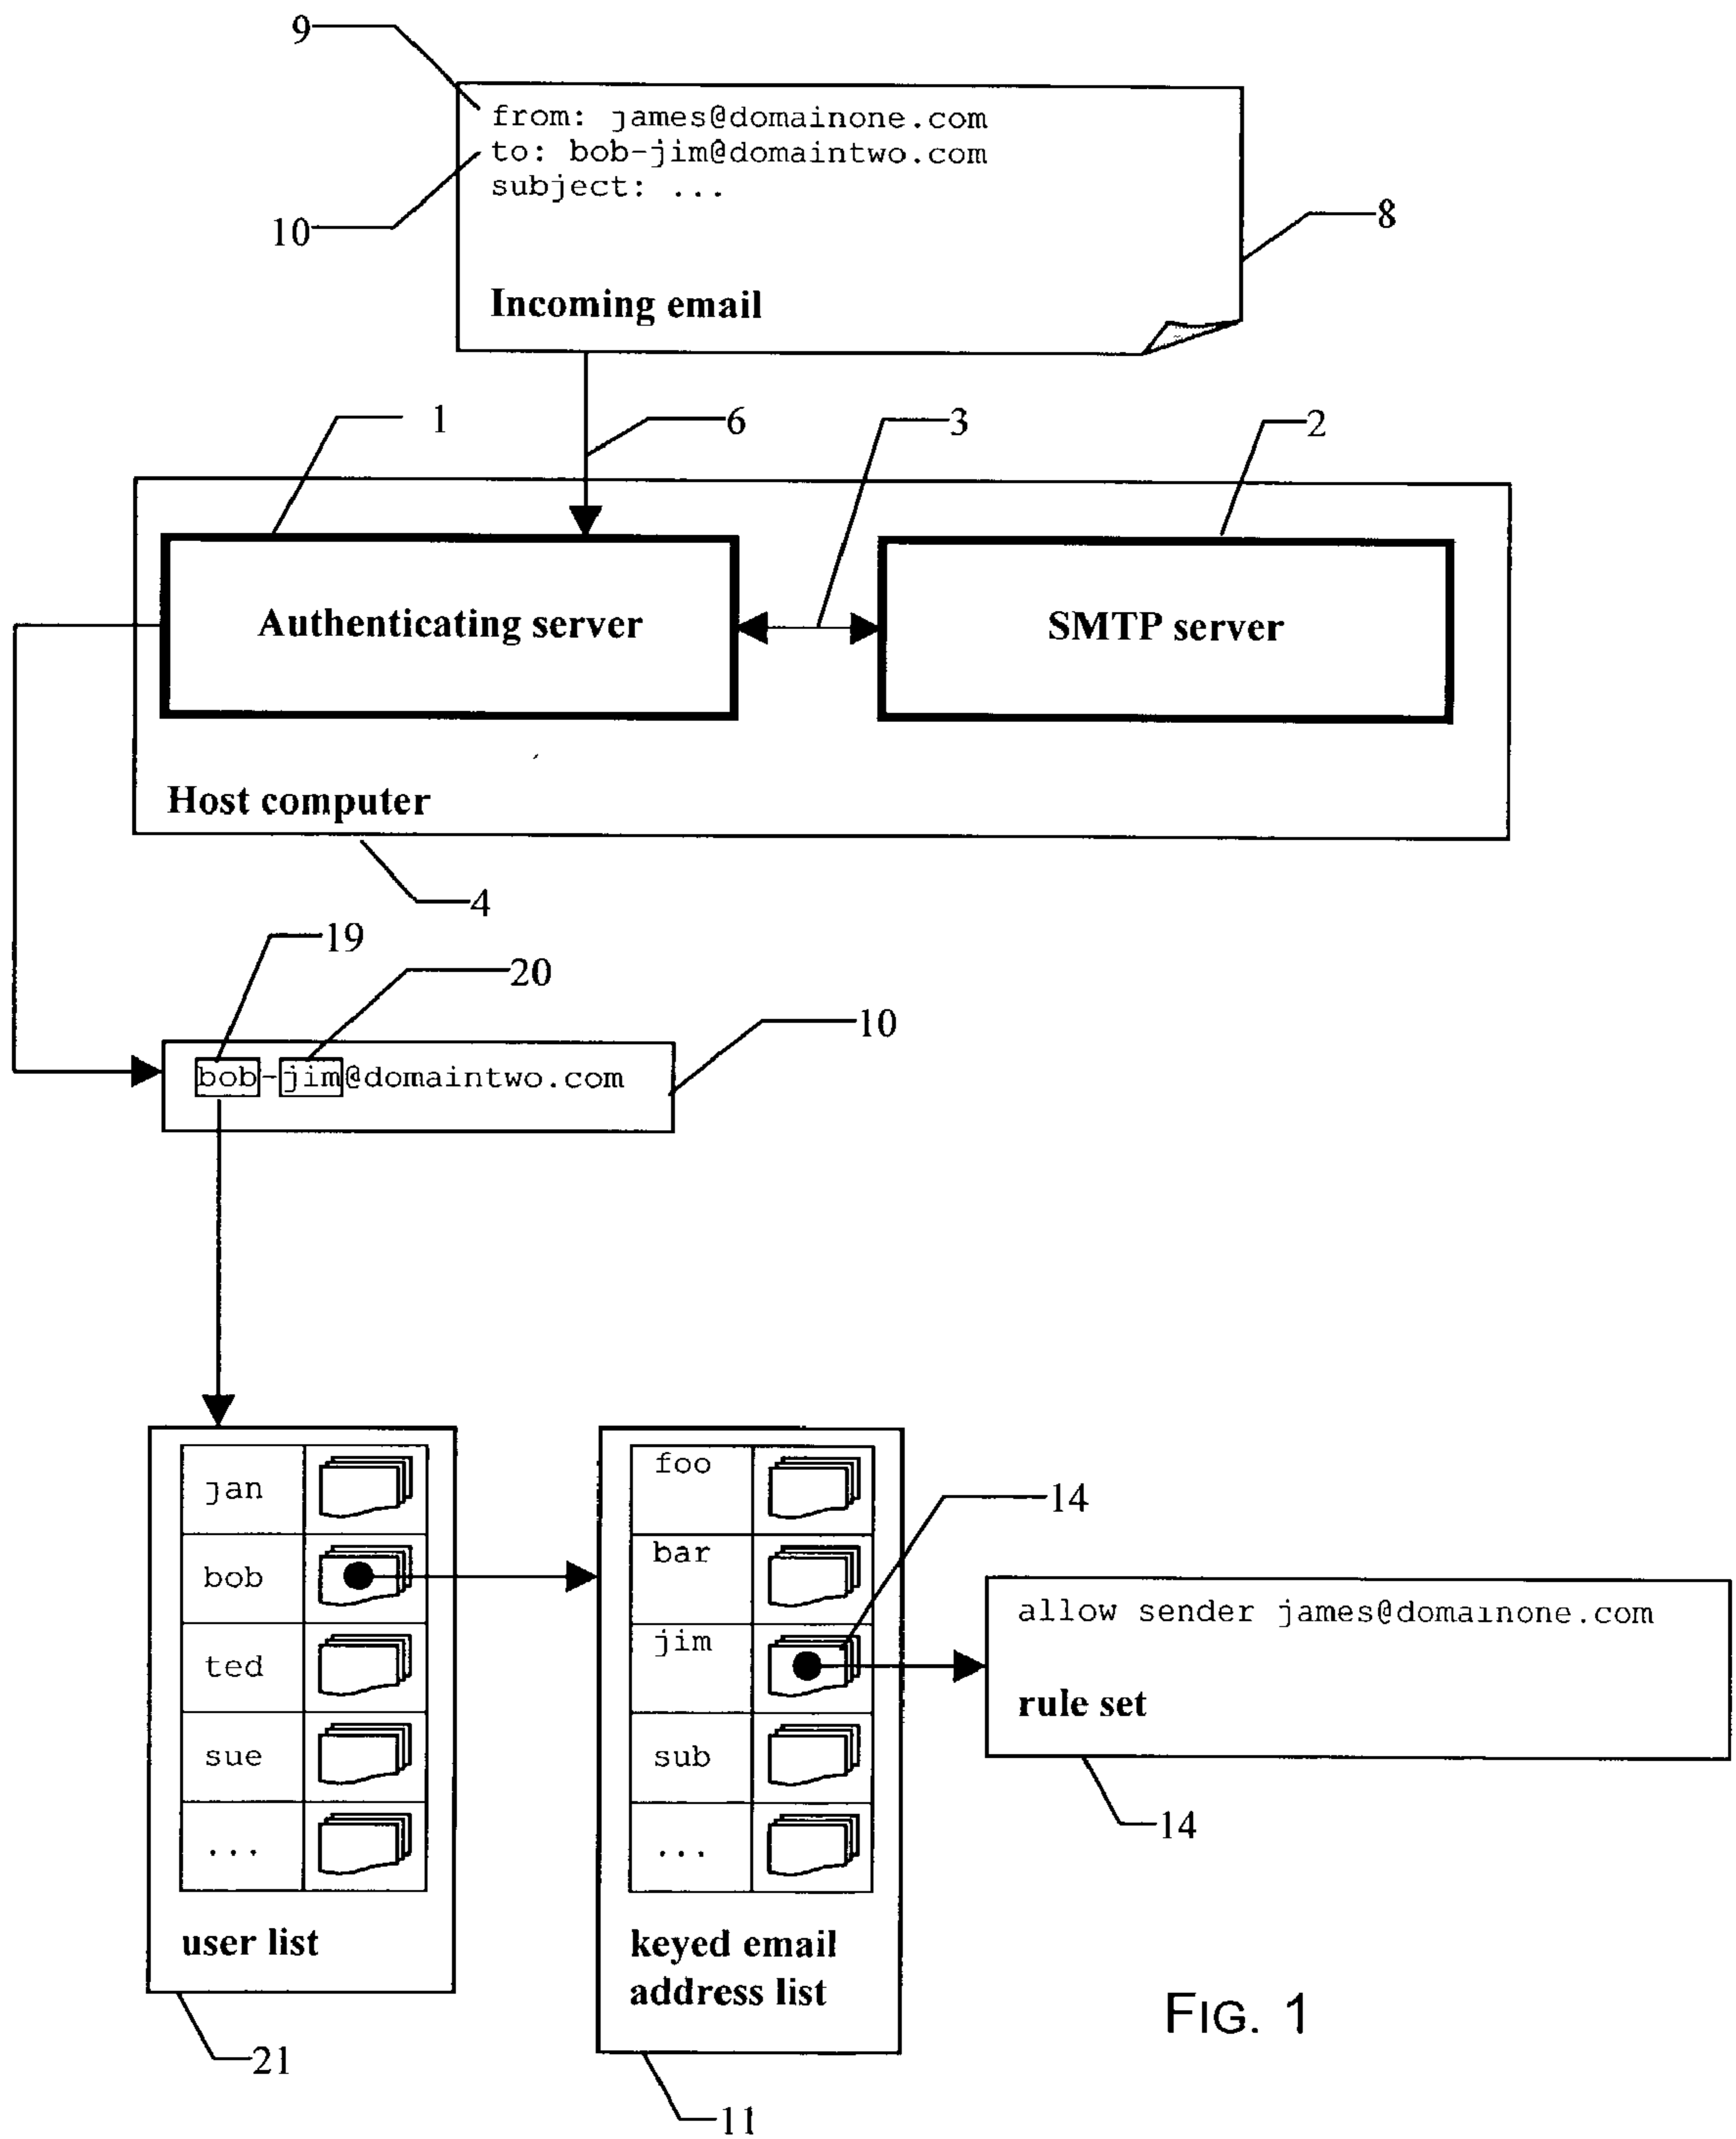 9
from: james@domainone.com
to: bob-jim@domaintwo.com
subject: ...
10
8
Incoming email
1
6
3
2
Authenticating server
SMTP server
Host computer
4
19
20
10
bob-jim@domaintwo.com
jan
bob
ted
sue
...
user list
21
foo
bar
jim
sub
...
keyed email
address list
11
14
allow sender james@domainone.com
rule set
14
FIG. 1